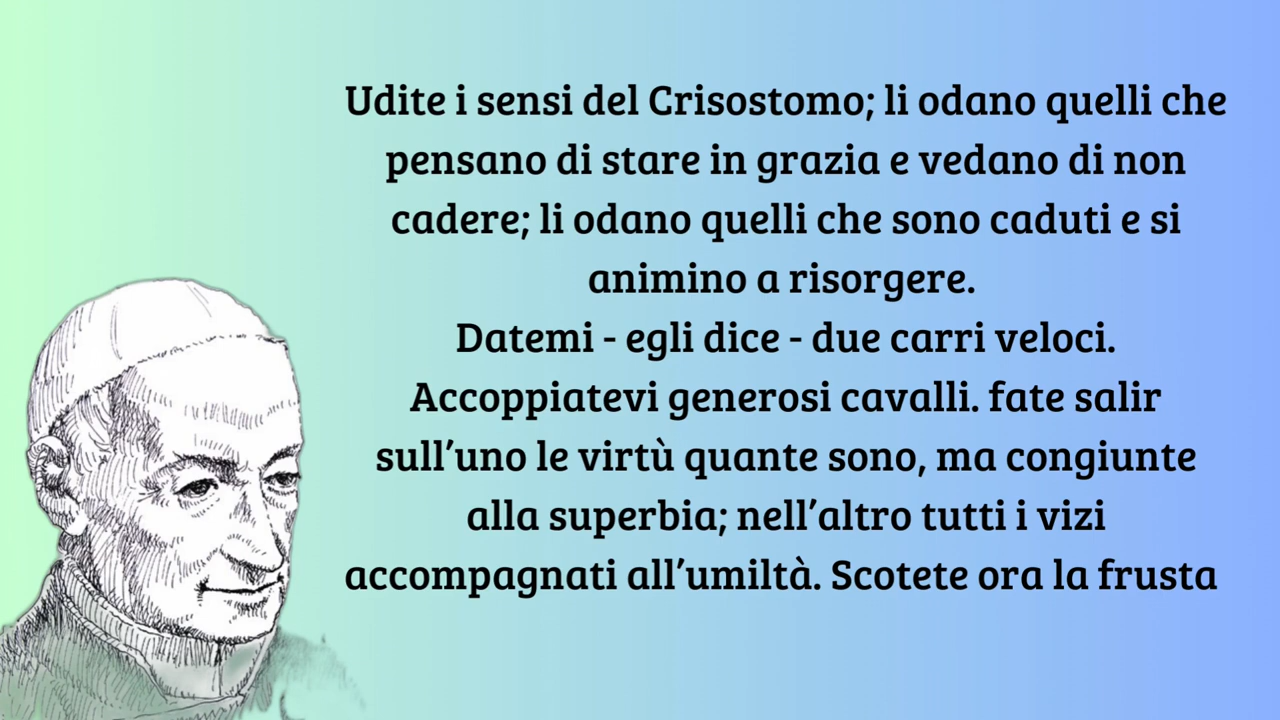 Udite i sensi del Crisostomo; li odano quelli che
pensano di stare in grazia e vedano di non
cadere; li odano quelli che sono caduti e si
animino a risorgere.
Datemi - egli dice - due carri veloci.
Accoppiatevi generosi cavalli. fate salir
sull’uno le virtù quante sono, ma congiunte
alla superbia; nell’altro tutti i vizi
accompagnati all’umiltà. Scotete ora la frusta